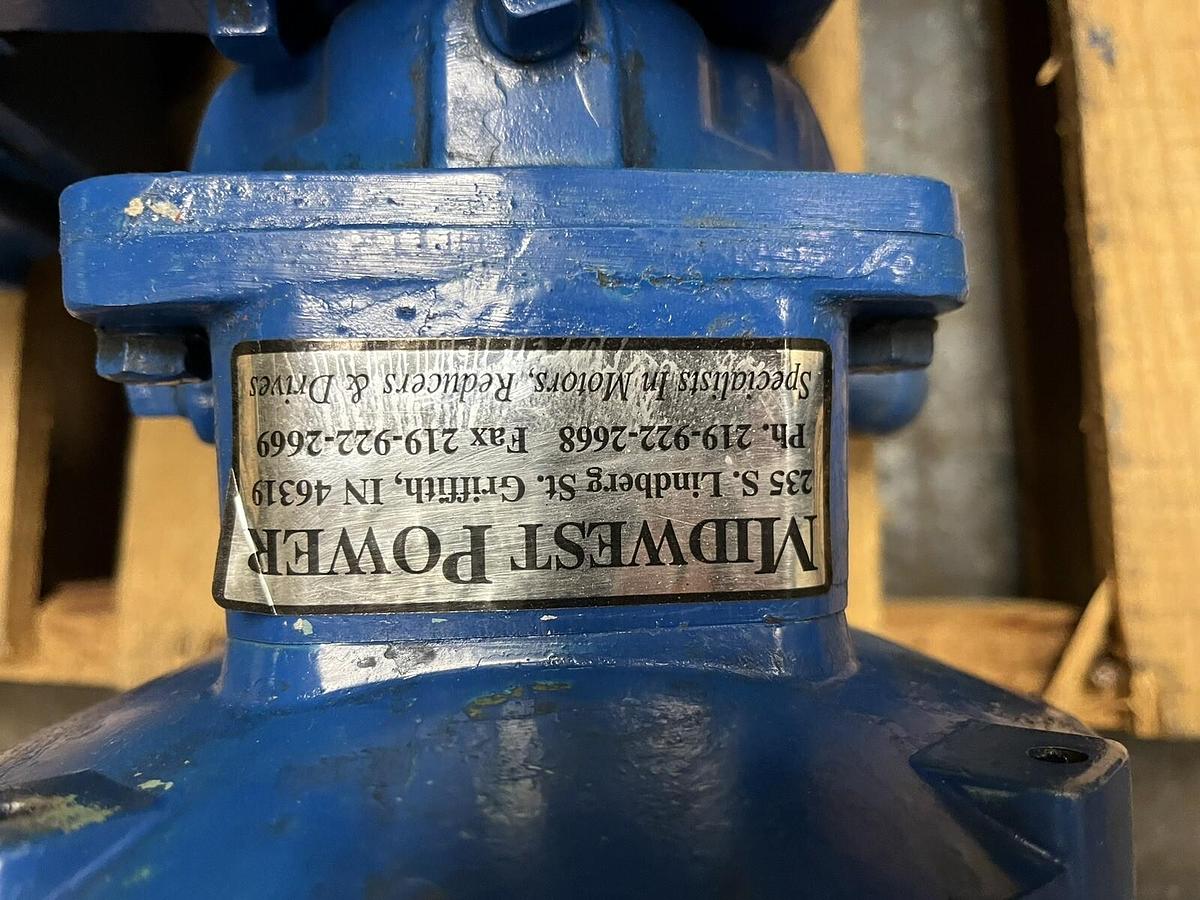 MIDWEST POWER
235 S. Lindberg St. Griffith, IN 46319
Ph. 219-922-2668 Fax 219-922-2669
Specialists In Motors, Reducers & Drives